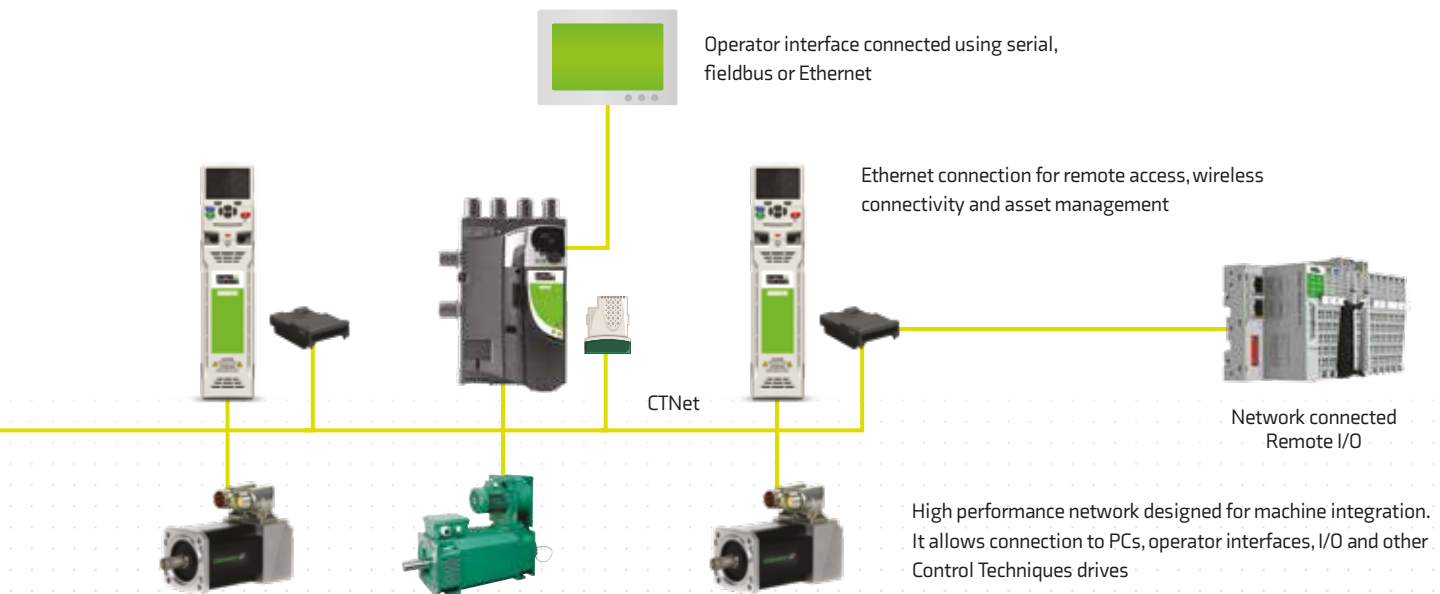 Operator interface connected using serial,
fieldbus or Ethernet
Ethernet connection for remote access, wireless
connectivity and asset management
CTNet
Network connected
Remote I/O
High performance network designed for machine integration.
It allows connection to PCs, operator interfaces, I/O and other
Control Techniques drives